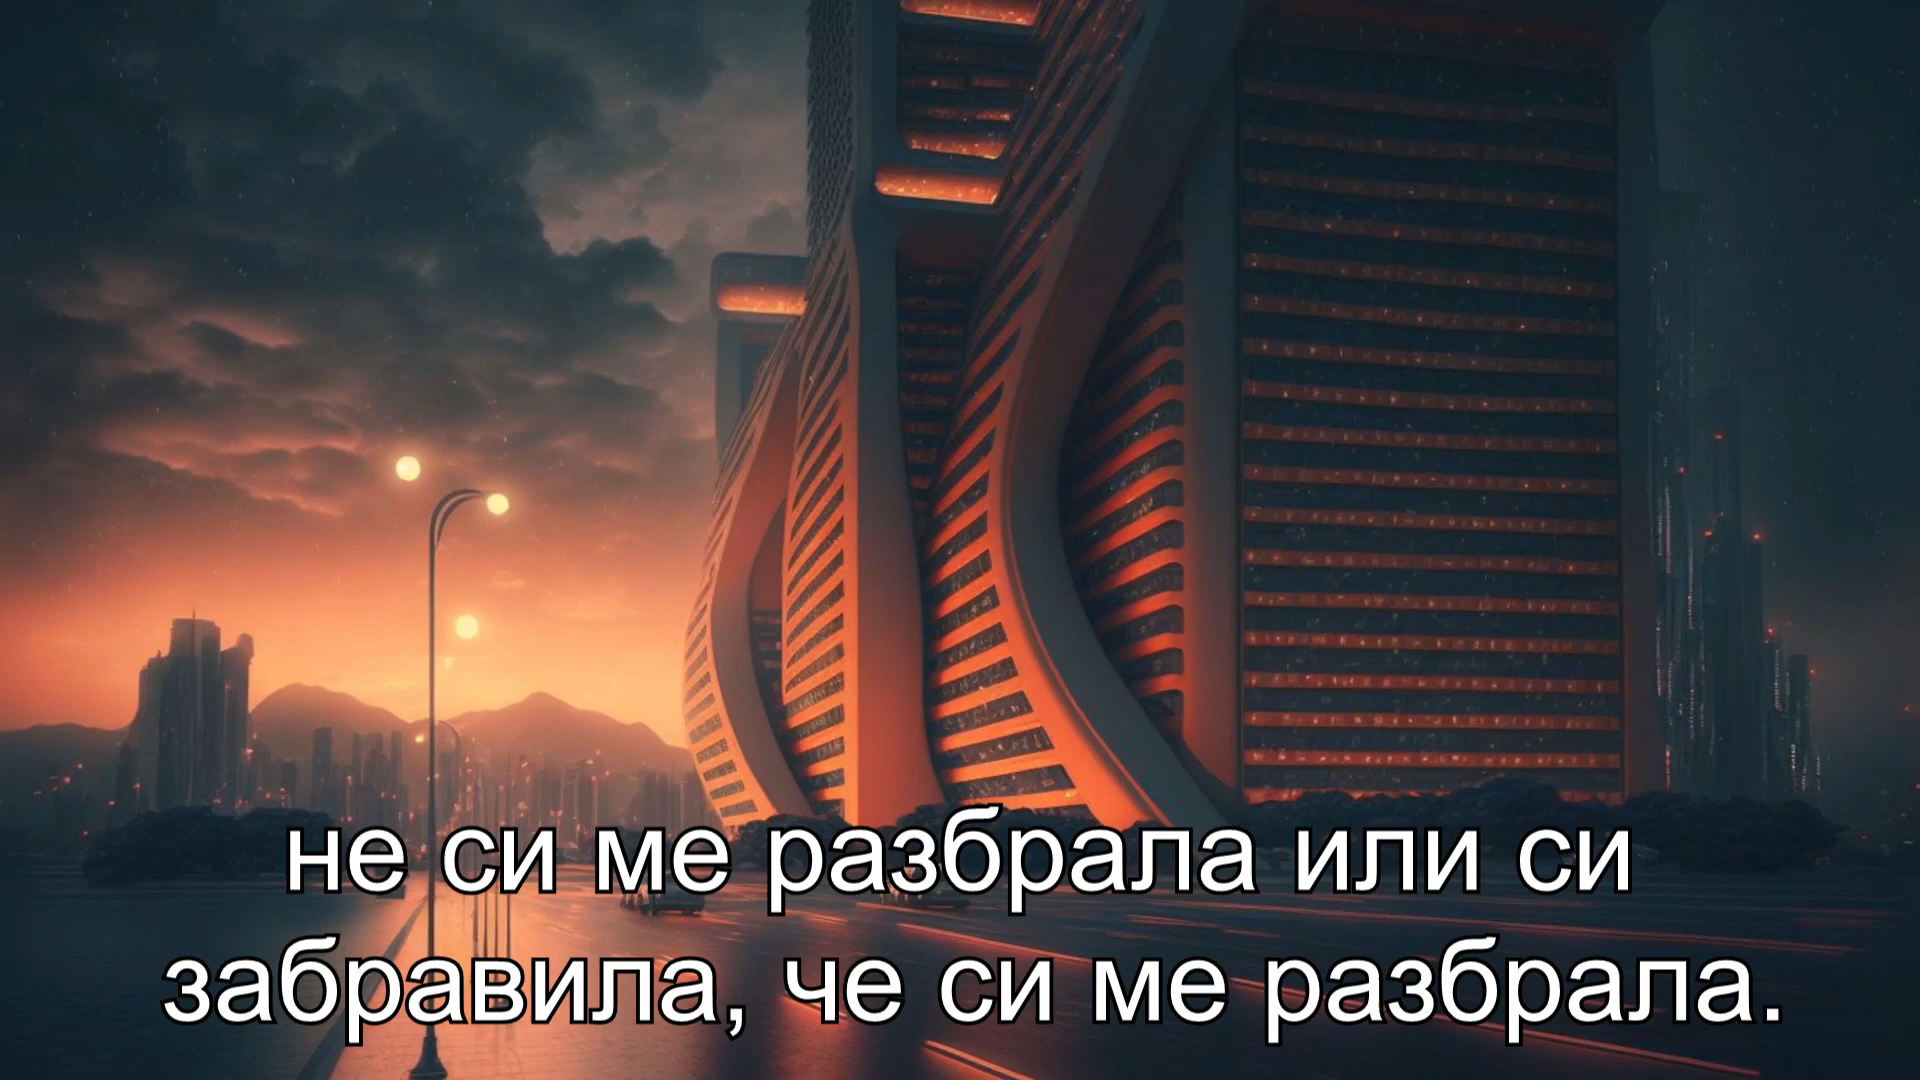 не си ме разбрала или си
забравила, че си ме разбрала.